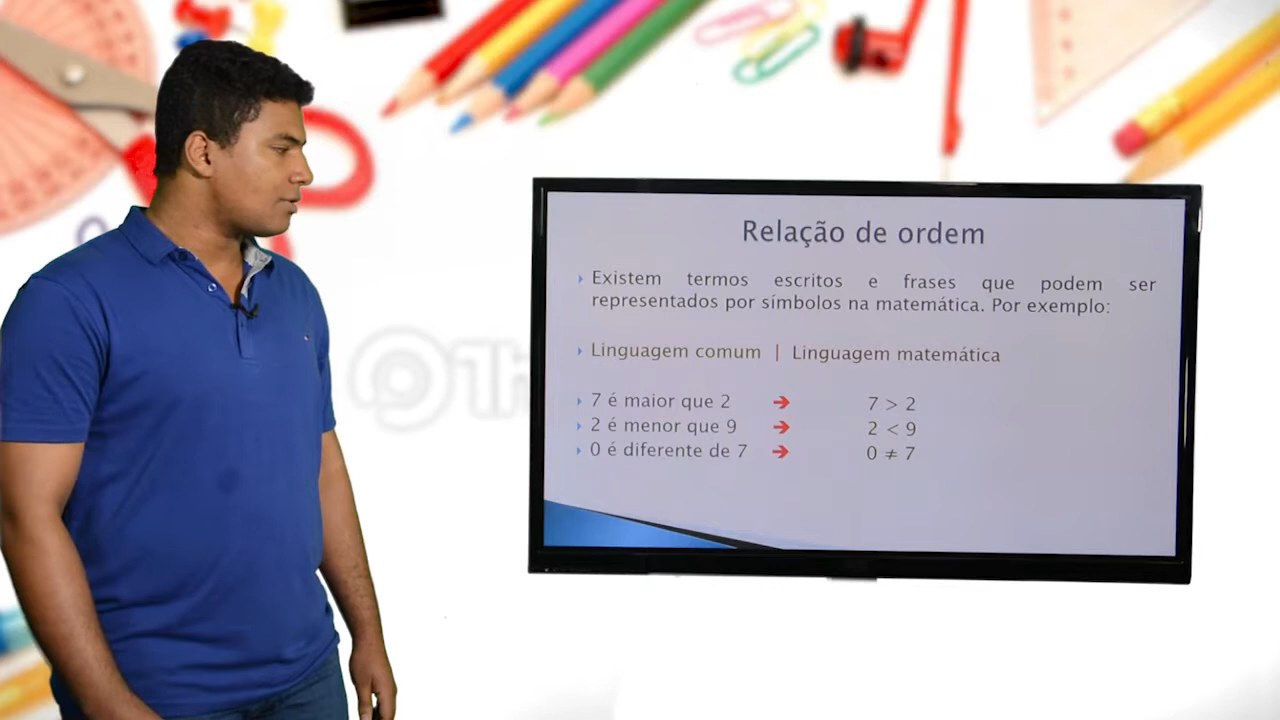 Relação de ordem
Existem termos escritos e frases que podem ser
representados por símbolos na matemática. Por exemplo:
Linguagem comum | Linguagem matemática
7 é maior que 2 ➔ 7 > 2
2 é menor que 9 ➔ 2 < 9
0 é diferente de 7 ➔ 0 ≠ 7